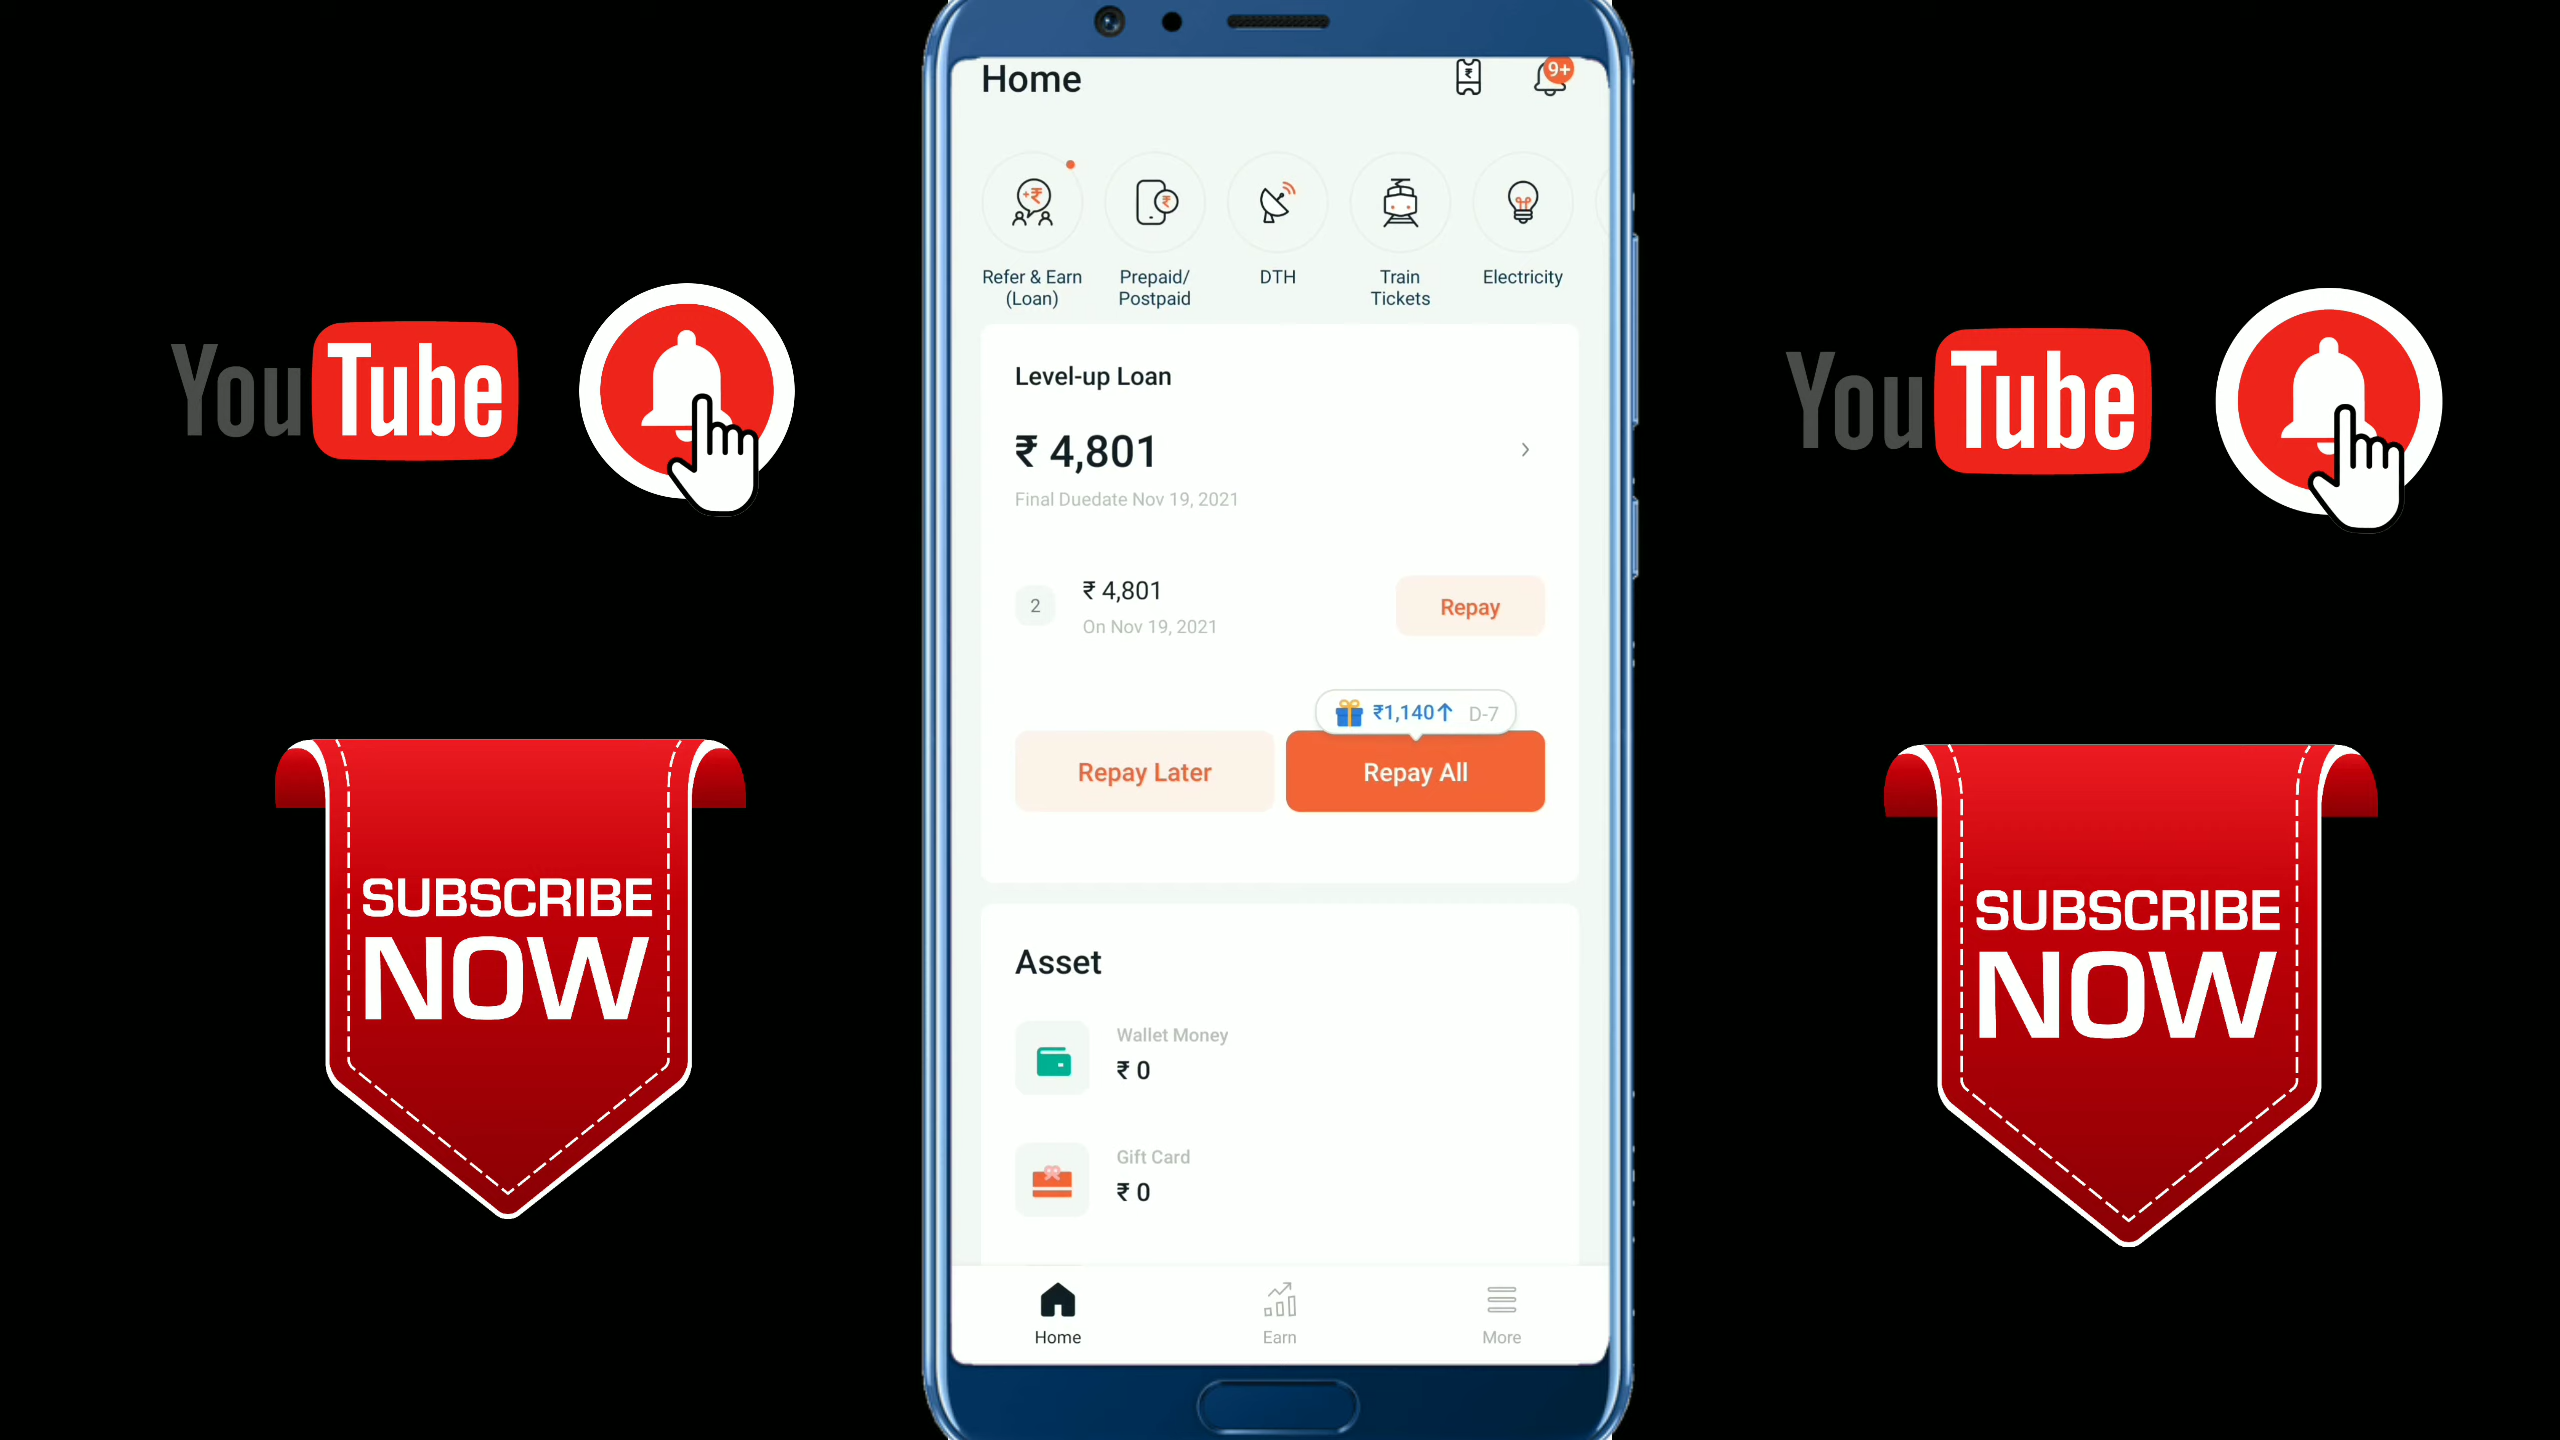 Home
9+
Refer & Earn
(Loan)
Prepaid/
Postpaid
DTH
Train
Tickets
Electricity
Level-up Loan
₹ 4,801
Final Duedate Nov 19, 2021
2
₹ 4,801
On Nov 19, 2021
Repay
₹1,140↑ D-7
Repay Later
Repay All
Asset
Wallet Money
₹ 0
Gift Card
₹ 0
Home
Earn
More
YouTube
SUBSCRIBE
NOW
YouTube
SUBSCRIBE
NOW